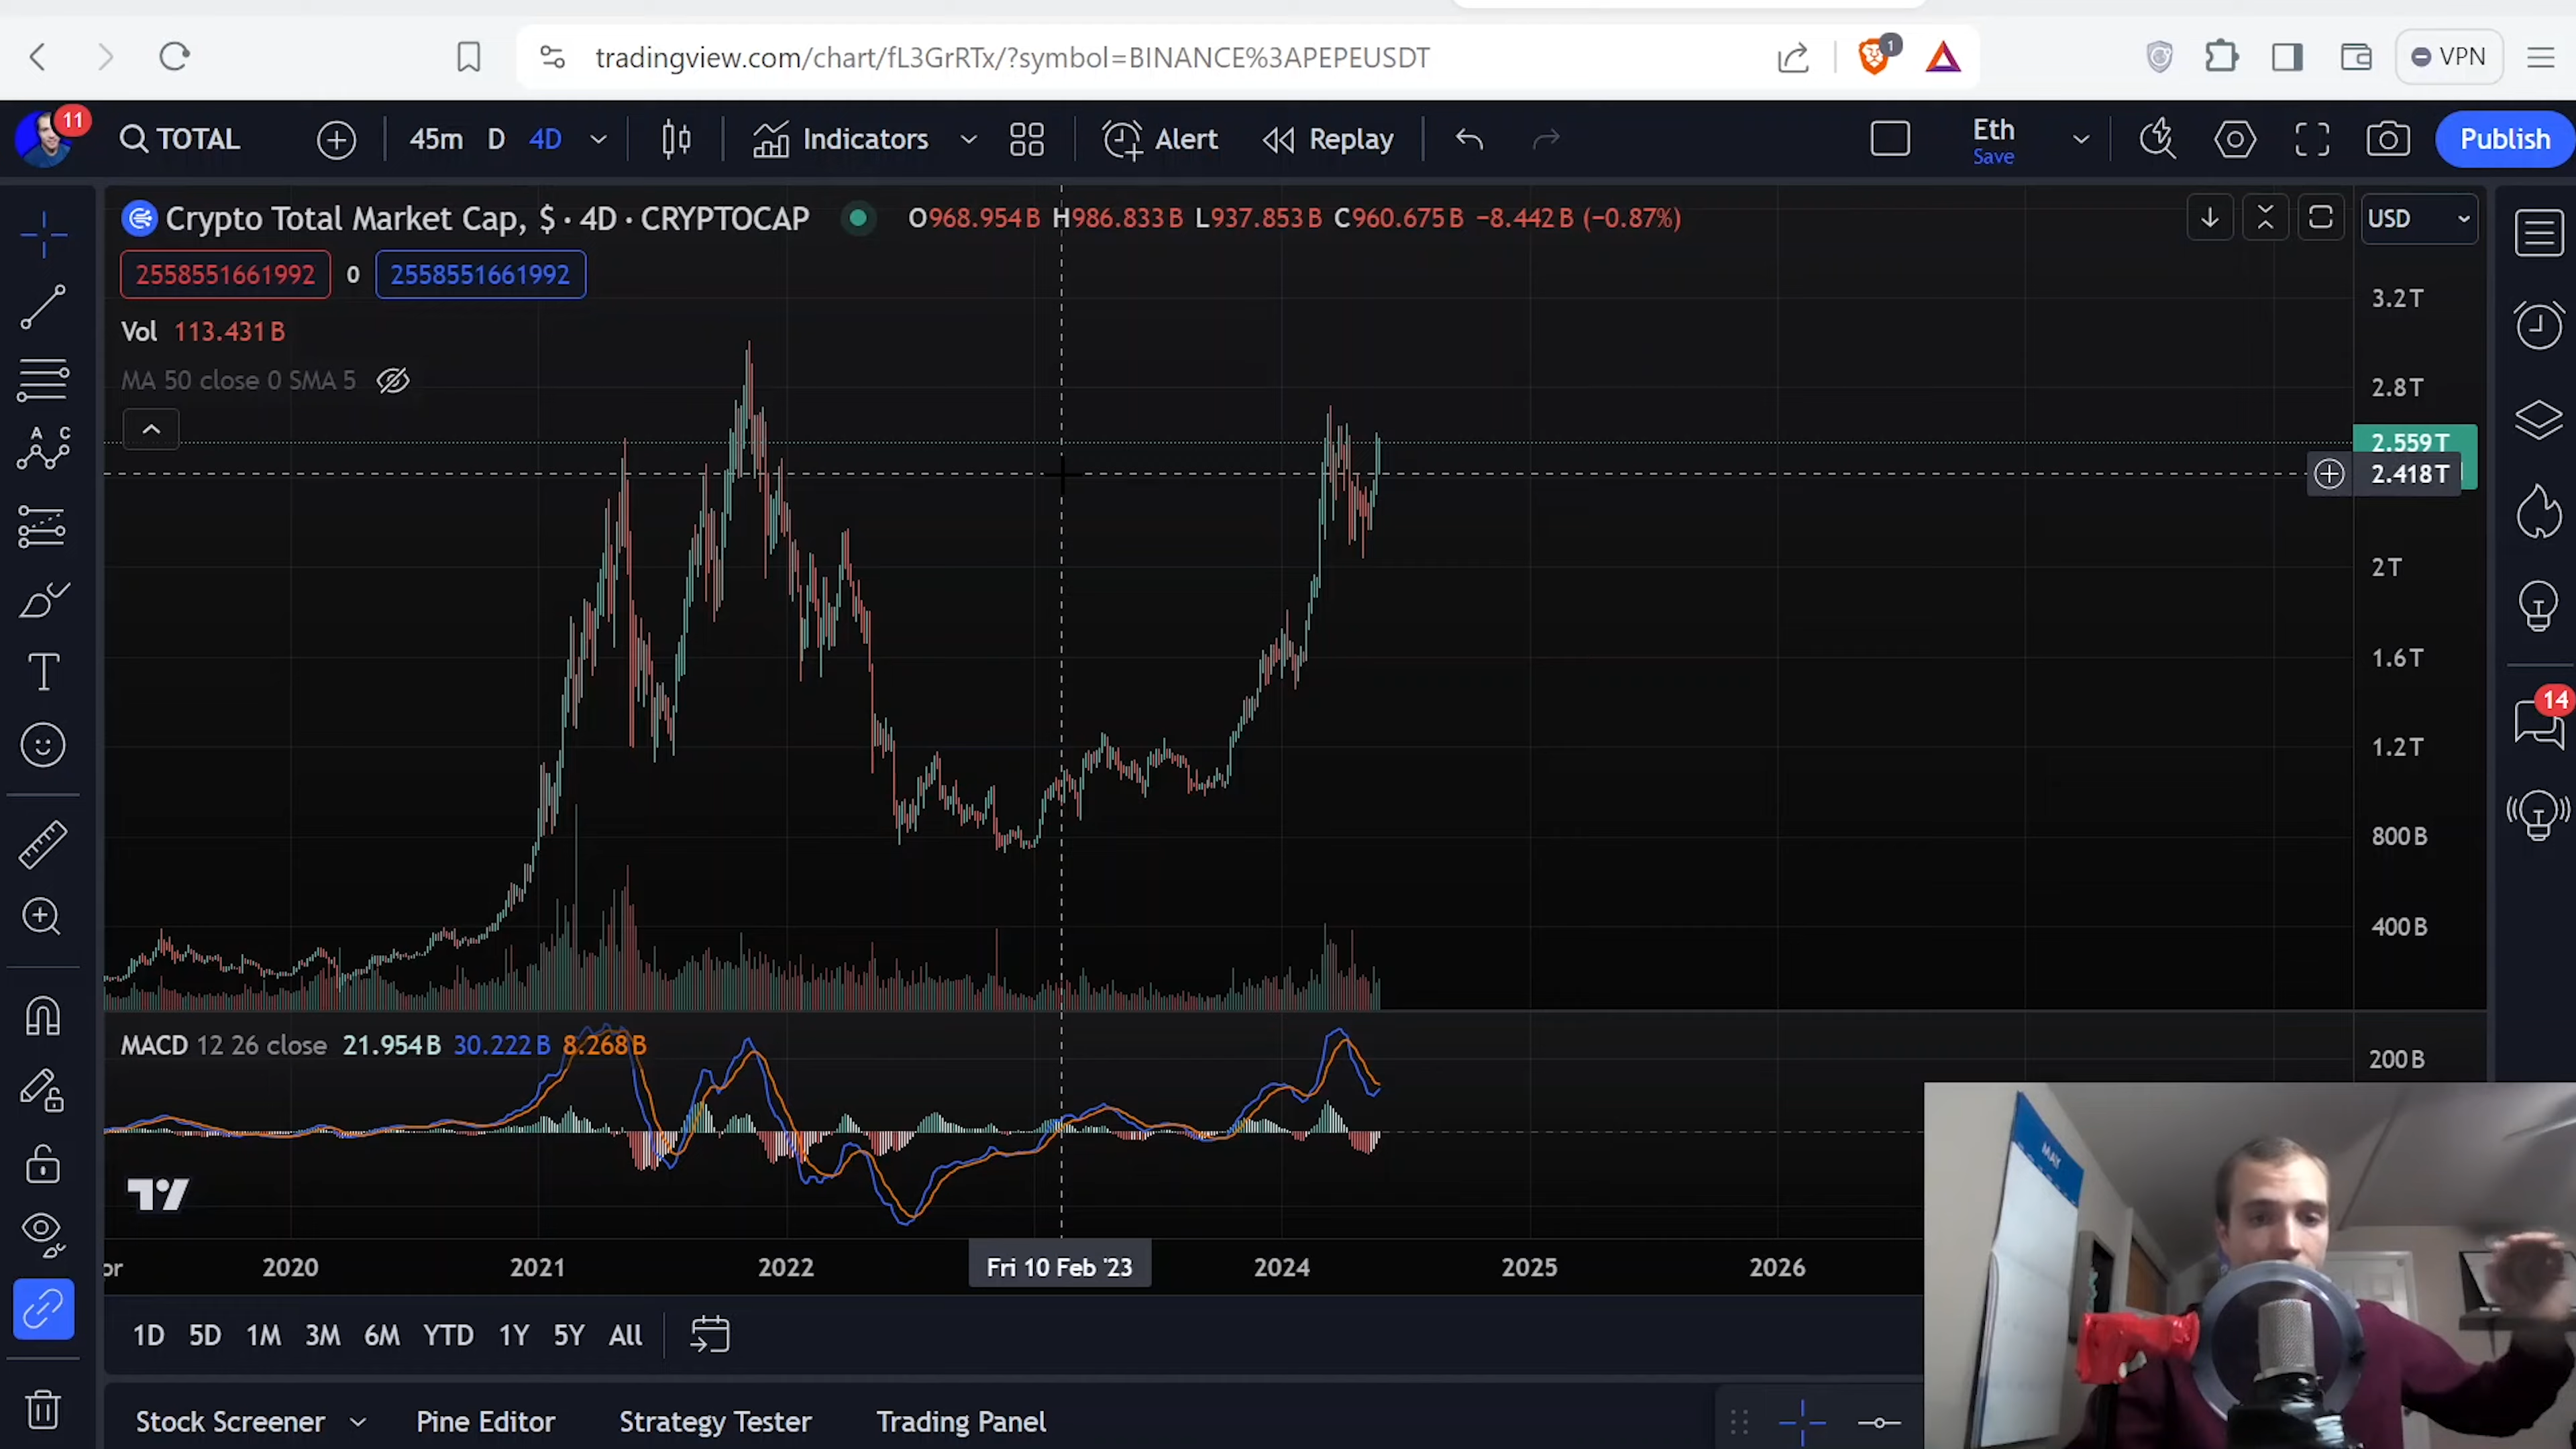 1
tradingview.com/chart/fL3GrRTx/?symbol=BINANCE%3APEPEUSDT
VPN
11
TOTAL 45m D 4D Indicators Alert Replay Eth Save Publish
Crypto Total Market Cap, $ · 4D · CRYPTOCAP O968.954B H986.833B L937.853B C960.675B −8.442B (−0.87%)
USD
2558551661992 0 2558551661992
Vol 113.431B
MA 50 close 0 SMA 5
3.2T
2.8T
2.559T
2.418T
2T
1.6T
14
1.2T
800B
400B
MACD 12 26 close 21.954B 30.222B 8.268B
200B
MAY
or 2020 2021 2022 Fri 10 Feb '23 2024 2025 2026
1D 5D 1M 3M 6M YTD 1Y 5Y All
Stock Screener Pine Editor Strategy Tester Trading Panel